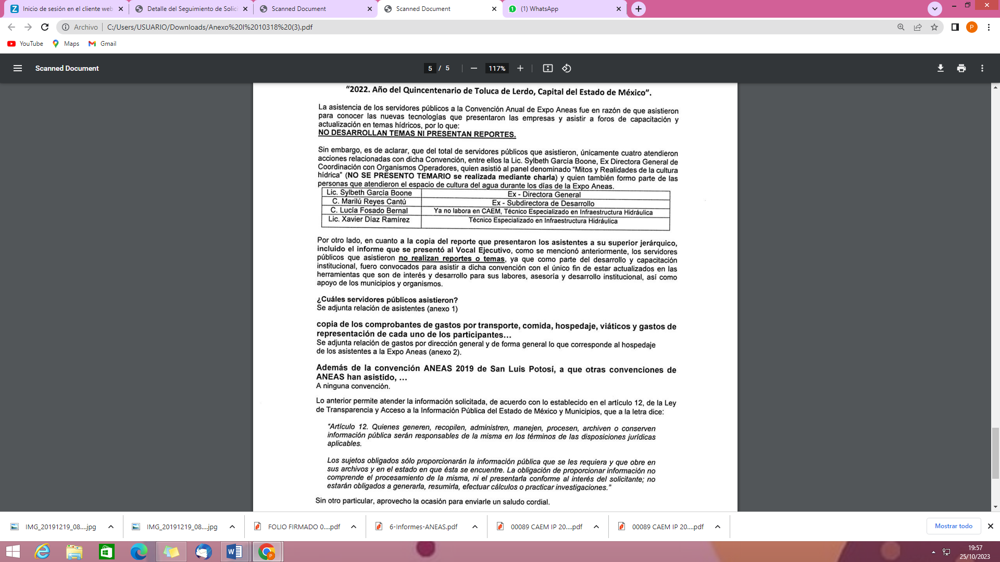 Inicio de sesión en el cliente web
Detalle del Seguimiento de Solic
Scanned Document
Scanned Document
(1) WhatsApp
Archivo
C:/Users/USUARIO/Downloads/Anexo%20I%2010318%20(3).pdf
P
YouTube
Maps
Gmail
Scanned Document
5 / 5
117%
“2022. Año del Quincentenario de Toluca de Lerdo, Capital del Estado de México”.
La asistencia de los servidores públicos a la Convención Anual de Expo Aneas fue en razón de que asistieron
para conocer las nuevas tecnologías que presentaron las empresas y asistir a foros de capacitación y
actualización en temas hídricos, por lo que:
NO DESARROLLAN TEMAS NI PRESENTAN REPORTES.
Sin embargo, es de aclarar, que del total de servidores públicos que asistieron, únicamente cuatro atendieron
acciones relacionadas con dicha Convención, entre ellos la Lic. Sylbeth García Boone, Ex Directora General de
Coordinación con Organismos Operadores, quien asistió al panel denominado “Mitos y Realidades de la cultura
hídrica” (NO SE PRESENTO TEMARIO se realizada mediante charla) y quien también formo parte de las
personas que atendieron el espacio de cultura del agua durante los días de la Expo Aneas.
Lic. Sylbeth García Boone
Ex - Directora General
C. Marilú Reyes Cantú
Ex - Subdirectora de Desarrollo
C. Lucía Fosado Bernal
Ya no labora en CAEM, Técnico Especializado en Infraestructura Hidráulica
Lic. Xavier Díaz Ramírez
Técnico Especializado en Infraestructura Hidráulica
Por otro lado, en cuanto a la copia del reporte que presentaron los asistentes a su superior jerárquico,
incluido el informe que se presentó al Vocal Ejecutivo, como se mencionó anteriormente, los servidores
públicos que asistieron no realizan reportes o temas, ya que como parte del desarrollo y capacitación
institucional, fuero convocados para asistir a dicha convención con el único fin de estar actualizados en las
herramientas que son de interés y desarrollo para sus labores, asesoría y desarrollo institucional, así como
apoyo de los municipios y organismos.
¿Cuáles servidores públicos asistieron?
Se adjunta relación de asistentes (anexo 1)
copia de los comprobantes de gastos por transporte, comida, hospedaje, viáticos y gastos de
representación de cada uno de los participantes…
Se adjunta relación de gastos por dirección general y de forma general lo que corresponde al hospedaje
de los asistentes a la Expo Aneas (anexo 2).
Además de la convención ANEAS 2019 de San Luis Potosí, a que otras convenciones de
ANEAS han asistido, …
A ninguna convención.
Lo anterior permite atender la información solicitada, de acuerdo con lo establecido en el artículo 12, de la Ley
de Transparencia y Acceso a la Información Pública del Estado de México y Municipios, que a la letra dice:
“Artículo 12. Quienes generen, recopilen, administren, manejen, procesen, archiven o conserven
información pública serán responsables de la misma en los términos de las disposiciones jurídicas
aplicables.
Los sujetos obligados sólo proporcionarán la información pública que se les requiera y que obre en
sus archivos y en el estado en que ésta se encuentre. La obligación de proporcionar información no
comprende el procesamiento de la misma, ni el presentarla conforme al interés del solicitante; no
estarán obligados a generarla, resumirla, efectuar cálculos o practicar investigaciones.”
Sin otro particular, aprovecho la ocasión para enviarle un saludo cordial.
IMG_20191219_08....jpg
IMG_20191219_08....jpg
FOLIO FIRMADO 0....pdf
6-Informes-ANEAS.pdf
00089 CAEM IP 20....pdf
00089 CAEM IP 20....pdf
Mostrar todo
19:57
25/10/2023